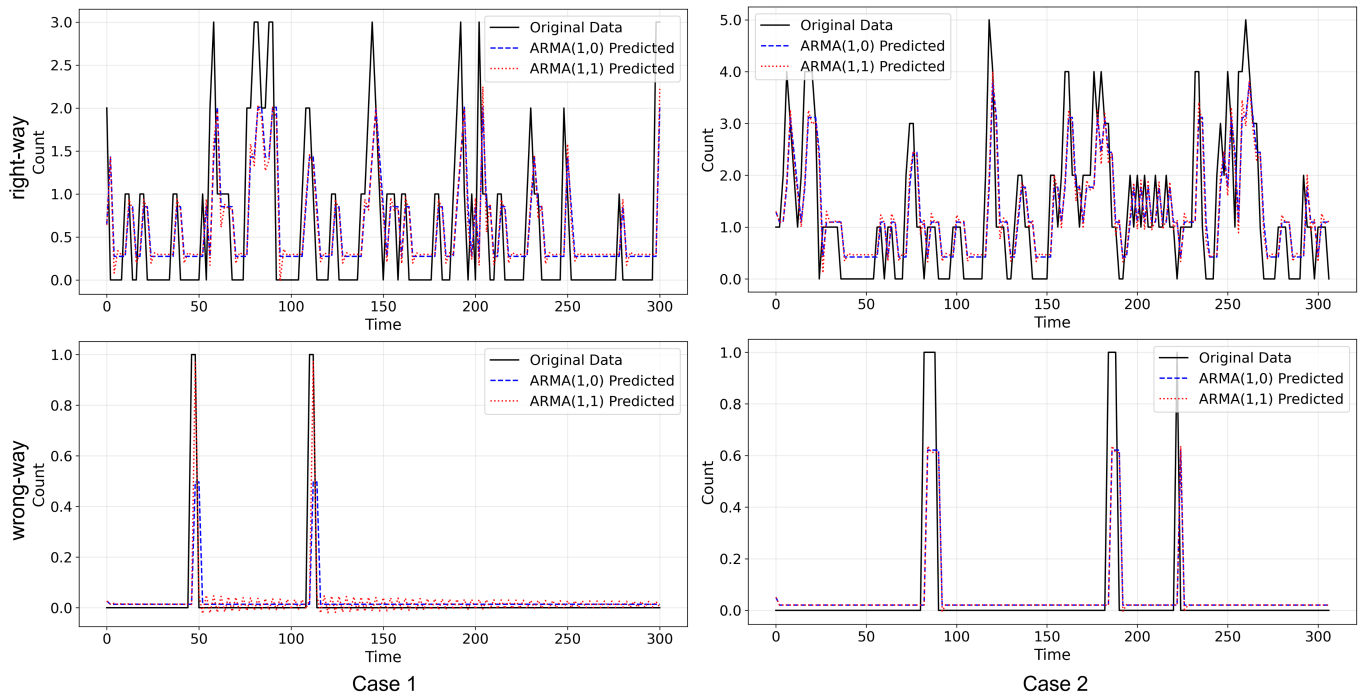 right-way
Count
3.0
2.5
2.0
1.5
1.0
0.5
0.0
0 50 100 150 200 250 300
Time
Original Data
ARMA(1,0) Predicted
ARMA(1,1) Predicted
Count
5.0
4.0
3.0
2.0
1.0
0.0
0 50 100 150 200 250 300
Time
Original Data
ARMA(1,0) Predicted
ARMA(1,1) Predicted
wrong-way
Count
1.0
0.8
0.6
0.4
0.2
0.0
0 50 100 150 200 250 300
Time
Original Data
ARMA(1,0) Predicted
ARMA(1,1) Predicted
Case 1
Count
1.0
0.8
0.6
0.4
0.2
0.0
0 50 100 150 200 250 300
Time
Original Data
ARMA(1,0) Predicted
ARMA(1,1) Predicted
Case 2